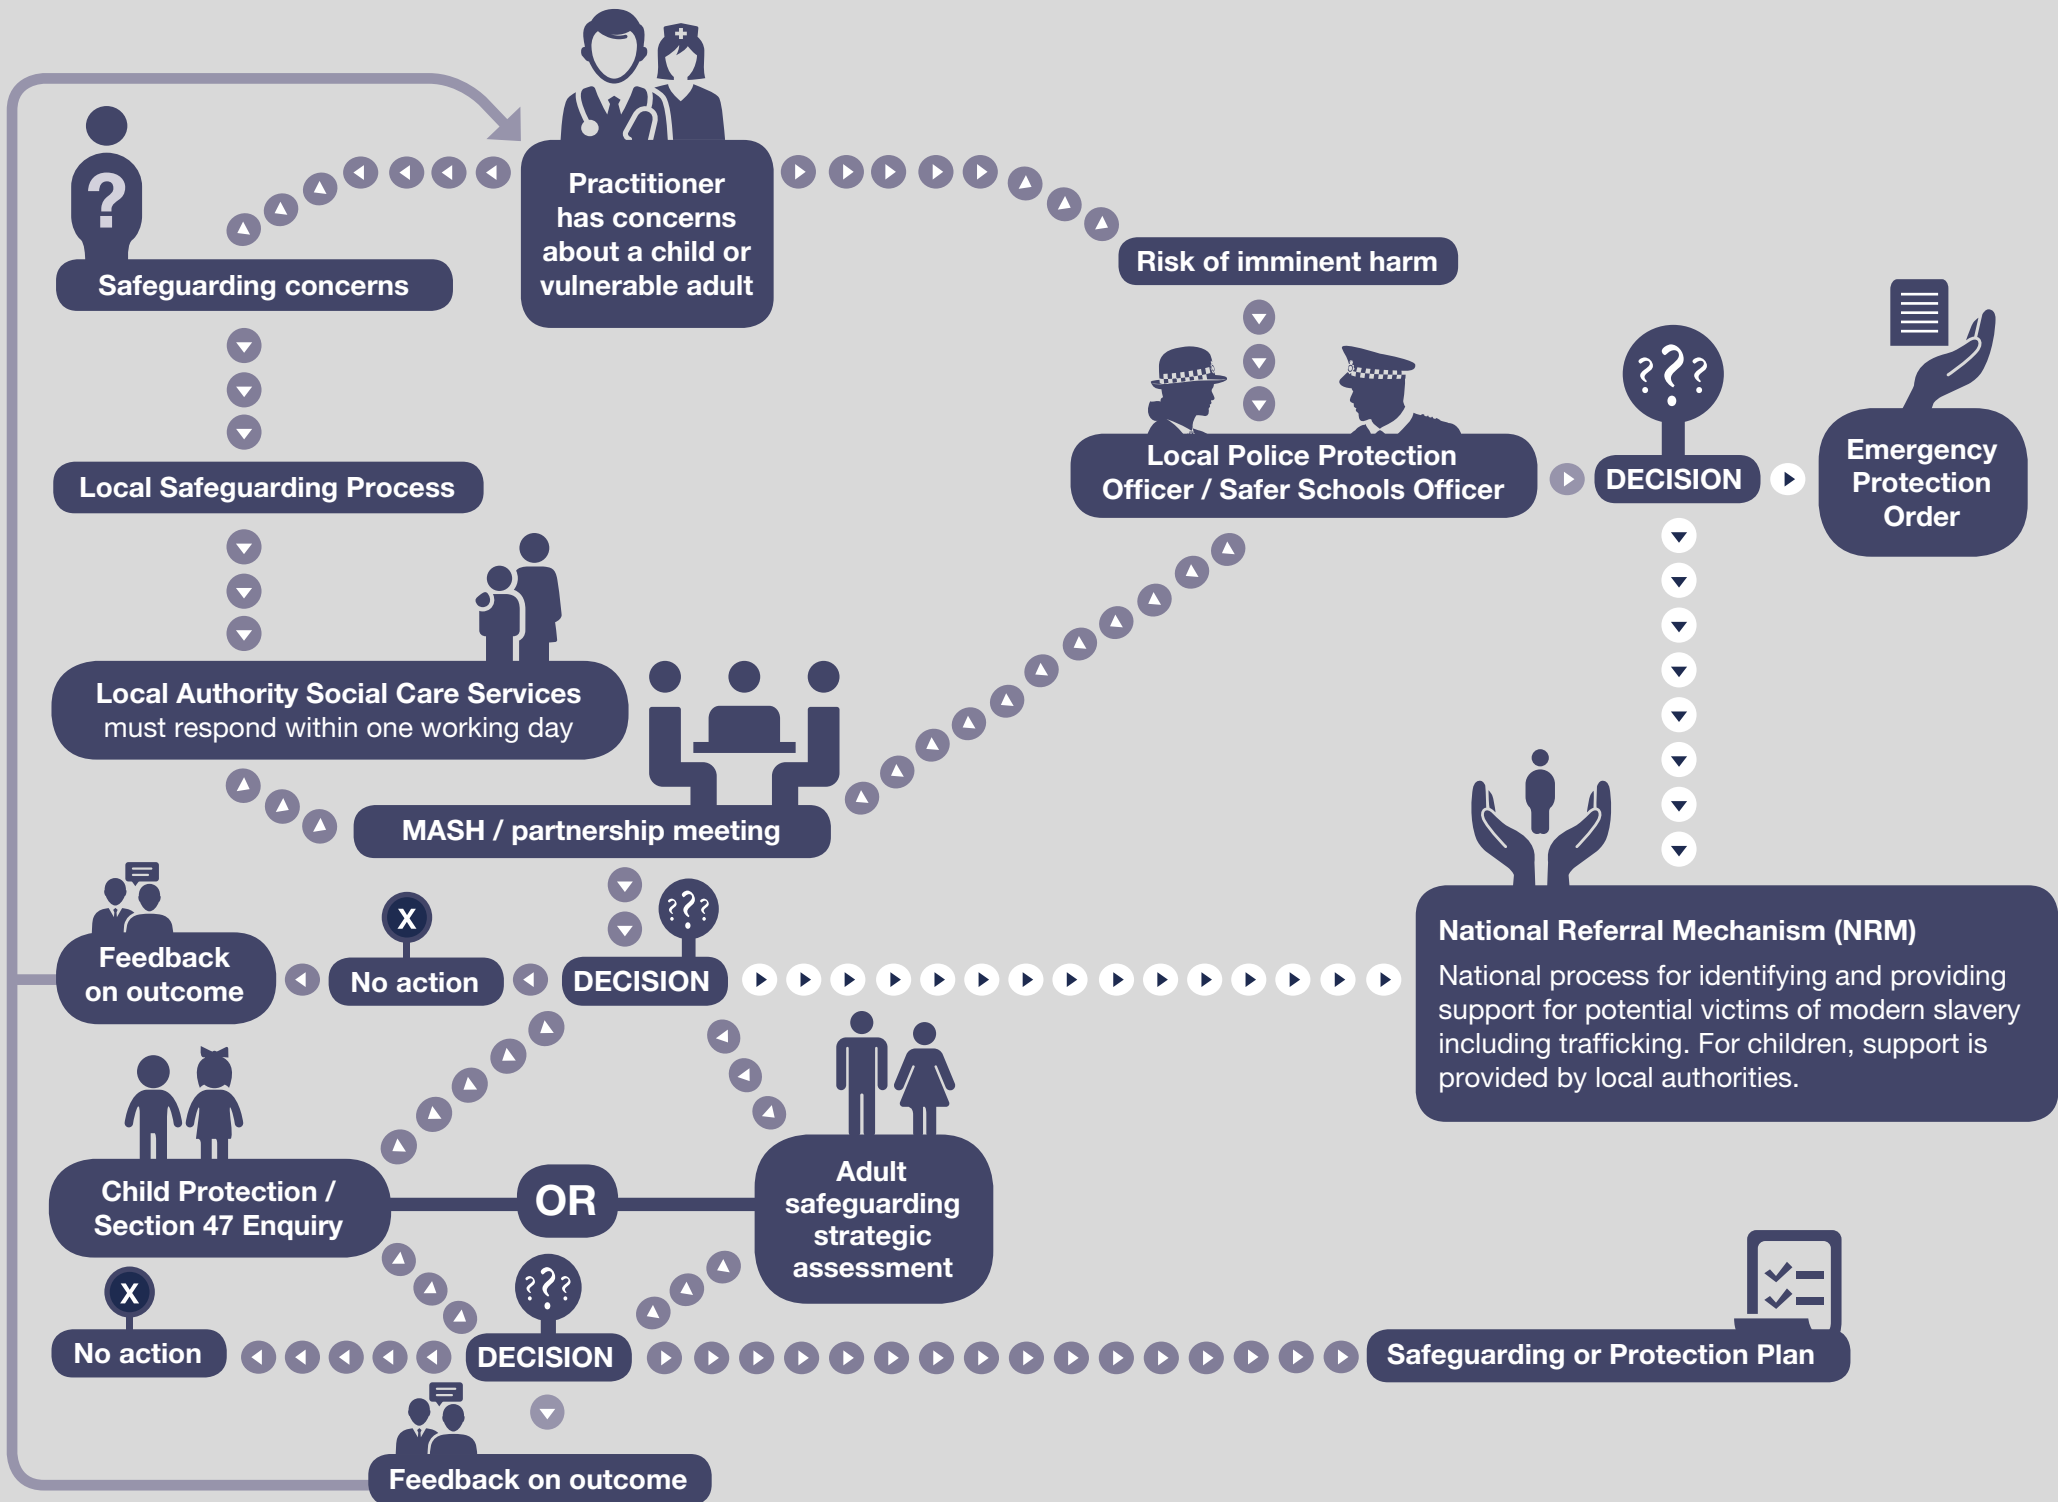 Practitioner
has concerns
about a child or
vulnerable adult
?
Safeguarding concerns
Risk of imminent harm
???
Local Safeguarding Process
Local Police Protection
Officer / Safer Schools Officer
DECISION
Emergency
Protection
Order
Local Authority Social Care Services
must respond within one working day
MASH / partnership meeting
???
X
Feedback
on outcome
No action
DECISION
National Referral Mechanism (NRM)
National process for identifying and providing
support for potential victims of modern slavery
including trafficking. For children, support is
provided by local authorities.
Child Protection /
Section 47 Enquiry
OR
Adult
safeguarding
strategic
assessment
X
???
No action
DECISION
Safeguarding or Protection Plan
Feedback on outcome